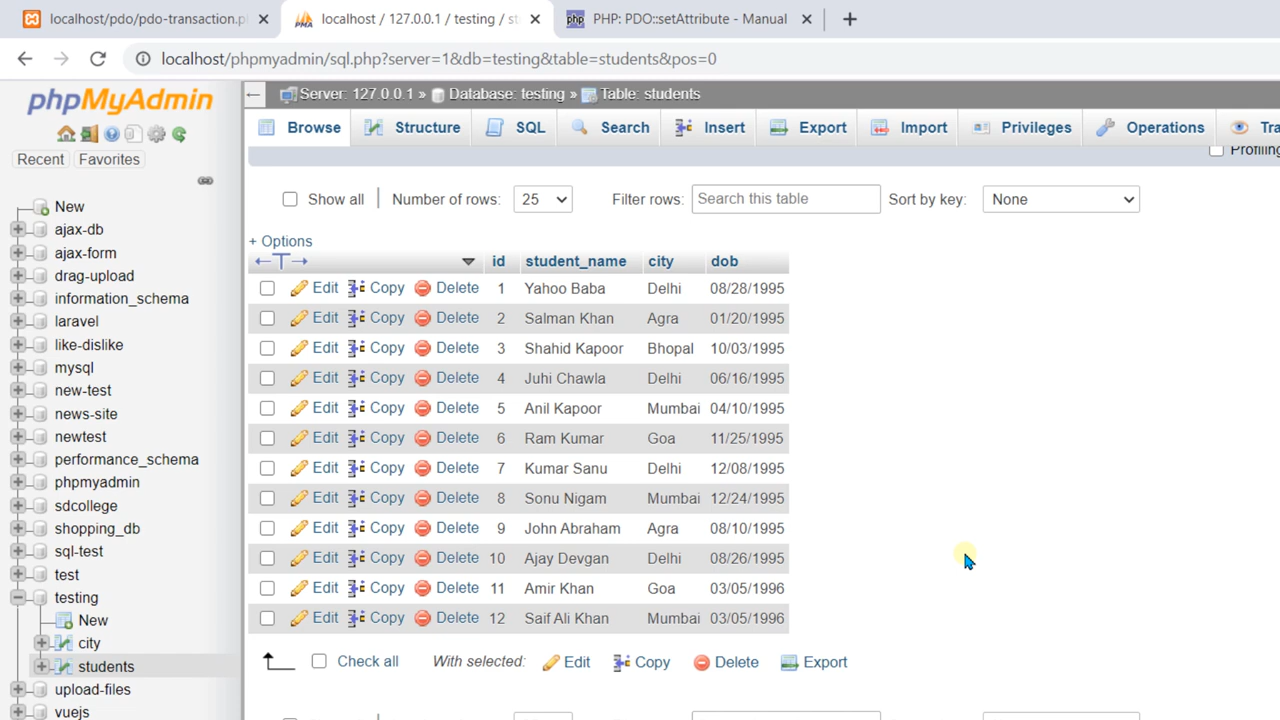 localhost/pdo/pdo-transaction.p
localhost / 127.0.0.1 / testing / st
PHP: PDO::setAttribute - Manual
localhost/phpmyadmin/sql.php?server=1&db=testing&table=students&pos=0
phpMyAdmin
Recent
Favorites
New
ajax-db
ajax-form
drag-upload
information_schema
laravel
like-dislike
mysql
new-test
news-site
newtest
performance_schema
phpmyadmin
sdcollege
shopping_db
sql-test
test
testing
New
city
students
upload-files
vuejs
Server: 127.0.0.1 » Database: testing » Table: students
Browse Structure SQL Search Insert Export Import Privileges Operations Tra
Profiling
Show all Number of rows: 25 Filter rows: Search this table Sort by key: None
+ Options
id student_name city dob
Edit Copy Delete 1 Yahoo Baba Delhi 08/28/1995
Edit Copy Delete 2 Salman Khan Agra 01/20/1995
Edit Copy Delete 3 Shahid Kapoor Bhopal 10/03/1995
Edit Copy Delete 4 Juhi Chawla Delhi 06/16/1995
Edit Copy Delete 5 Anil Kapoor Mumbai 04/10/1995
Edit Copy Delete 6 Ram Kumar Goa 11/25/1995
Edit Copy Delete 7 Kumar Sanu Delhi 12/08/1995
Edit Copy Delete 8 Sonu Nigam Mumbai 12/24/1995
Edit Copy Delete 9 John Abraham Agra 08/10/1995
Edit Copy Delete 10 Ajay Devgan Delhi 08/26/1995
Edit Copy Delete 11 Amir Khan Goa 03/05/1996
Edit Copy Delete 12 Saif Ali Khan Mumbai 03/05/1996
Check all With selected: Edit Copy Delete Export